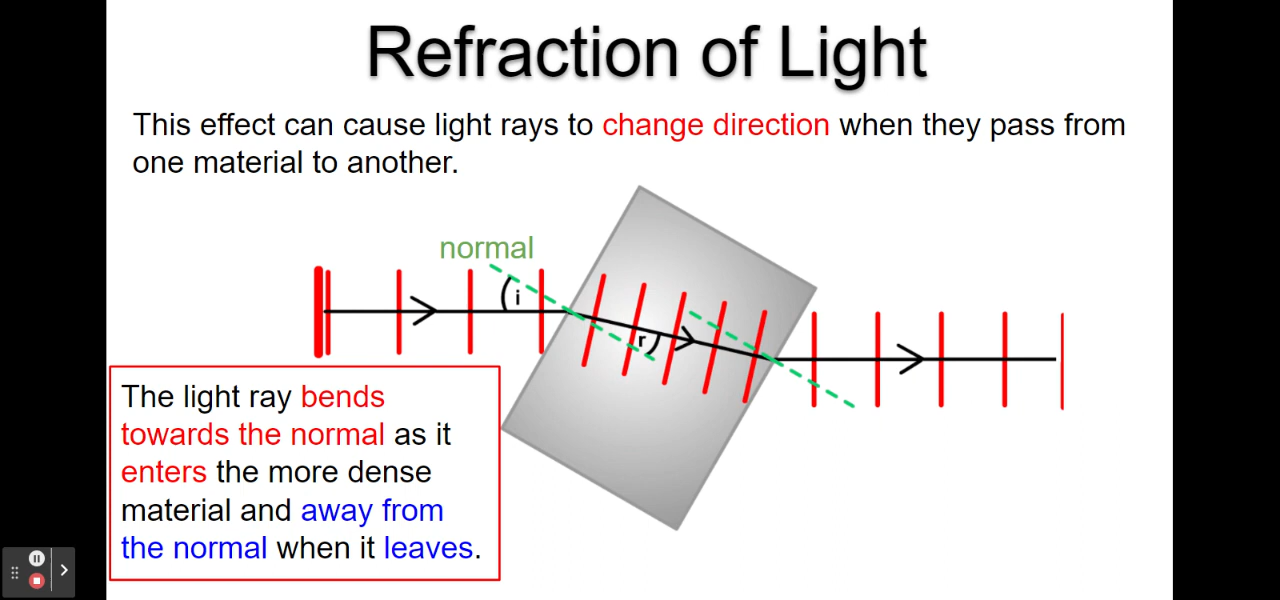 Refraction of Light
This effect can cause light rays to change direction when they pass from
one material to another.
normal
i
r
The light ray bends
towards the normal as it
enters the more dense
material and away from
the normal when it leaves.